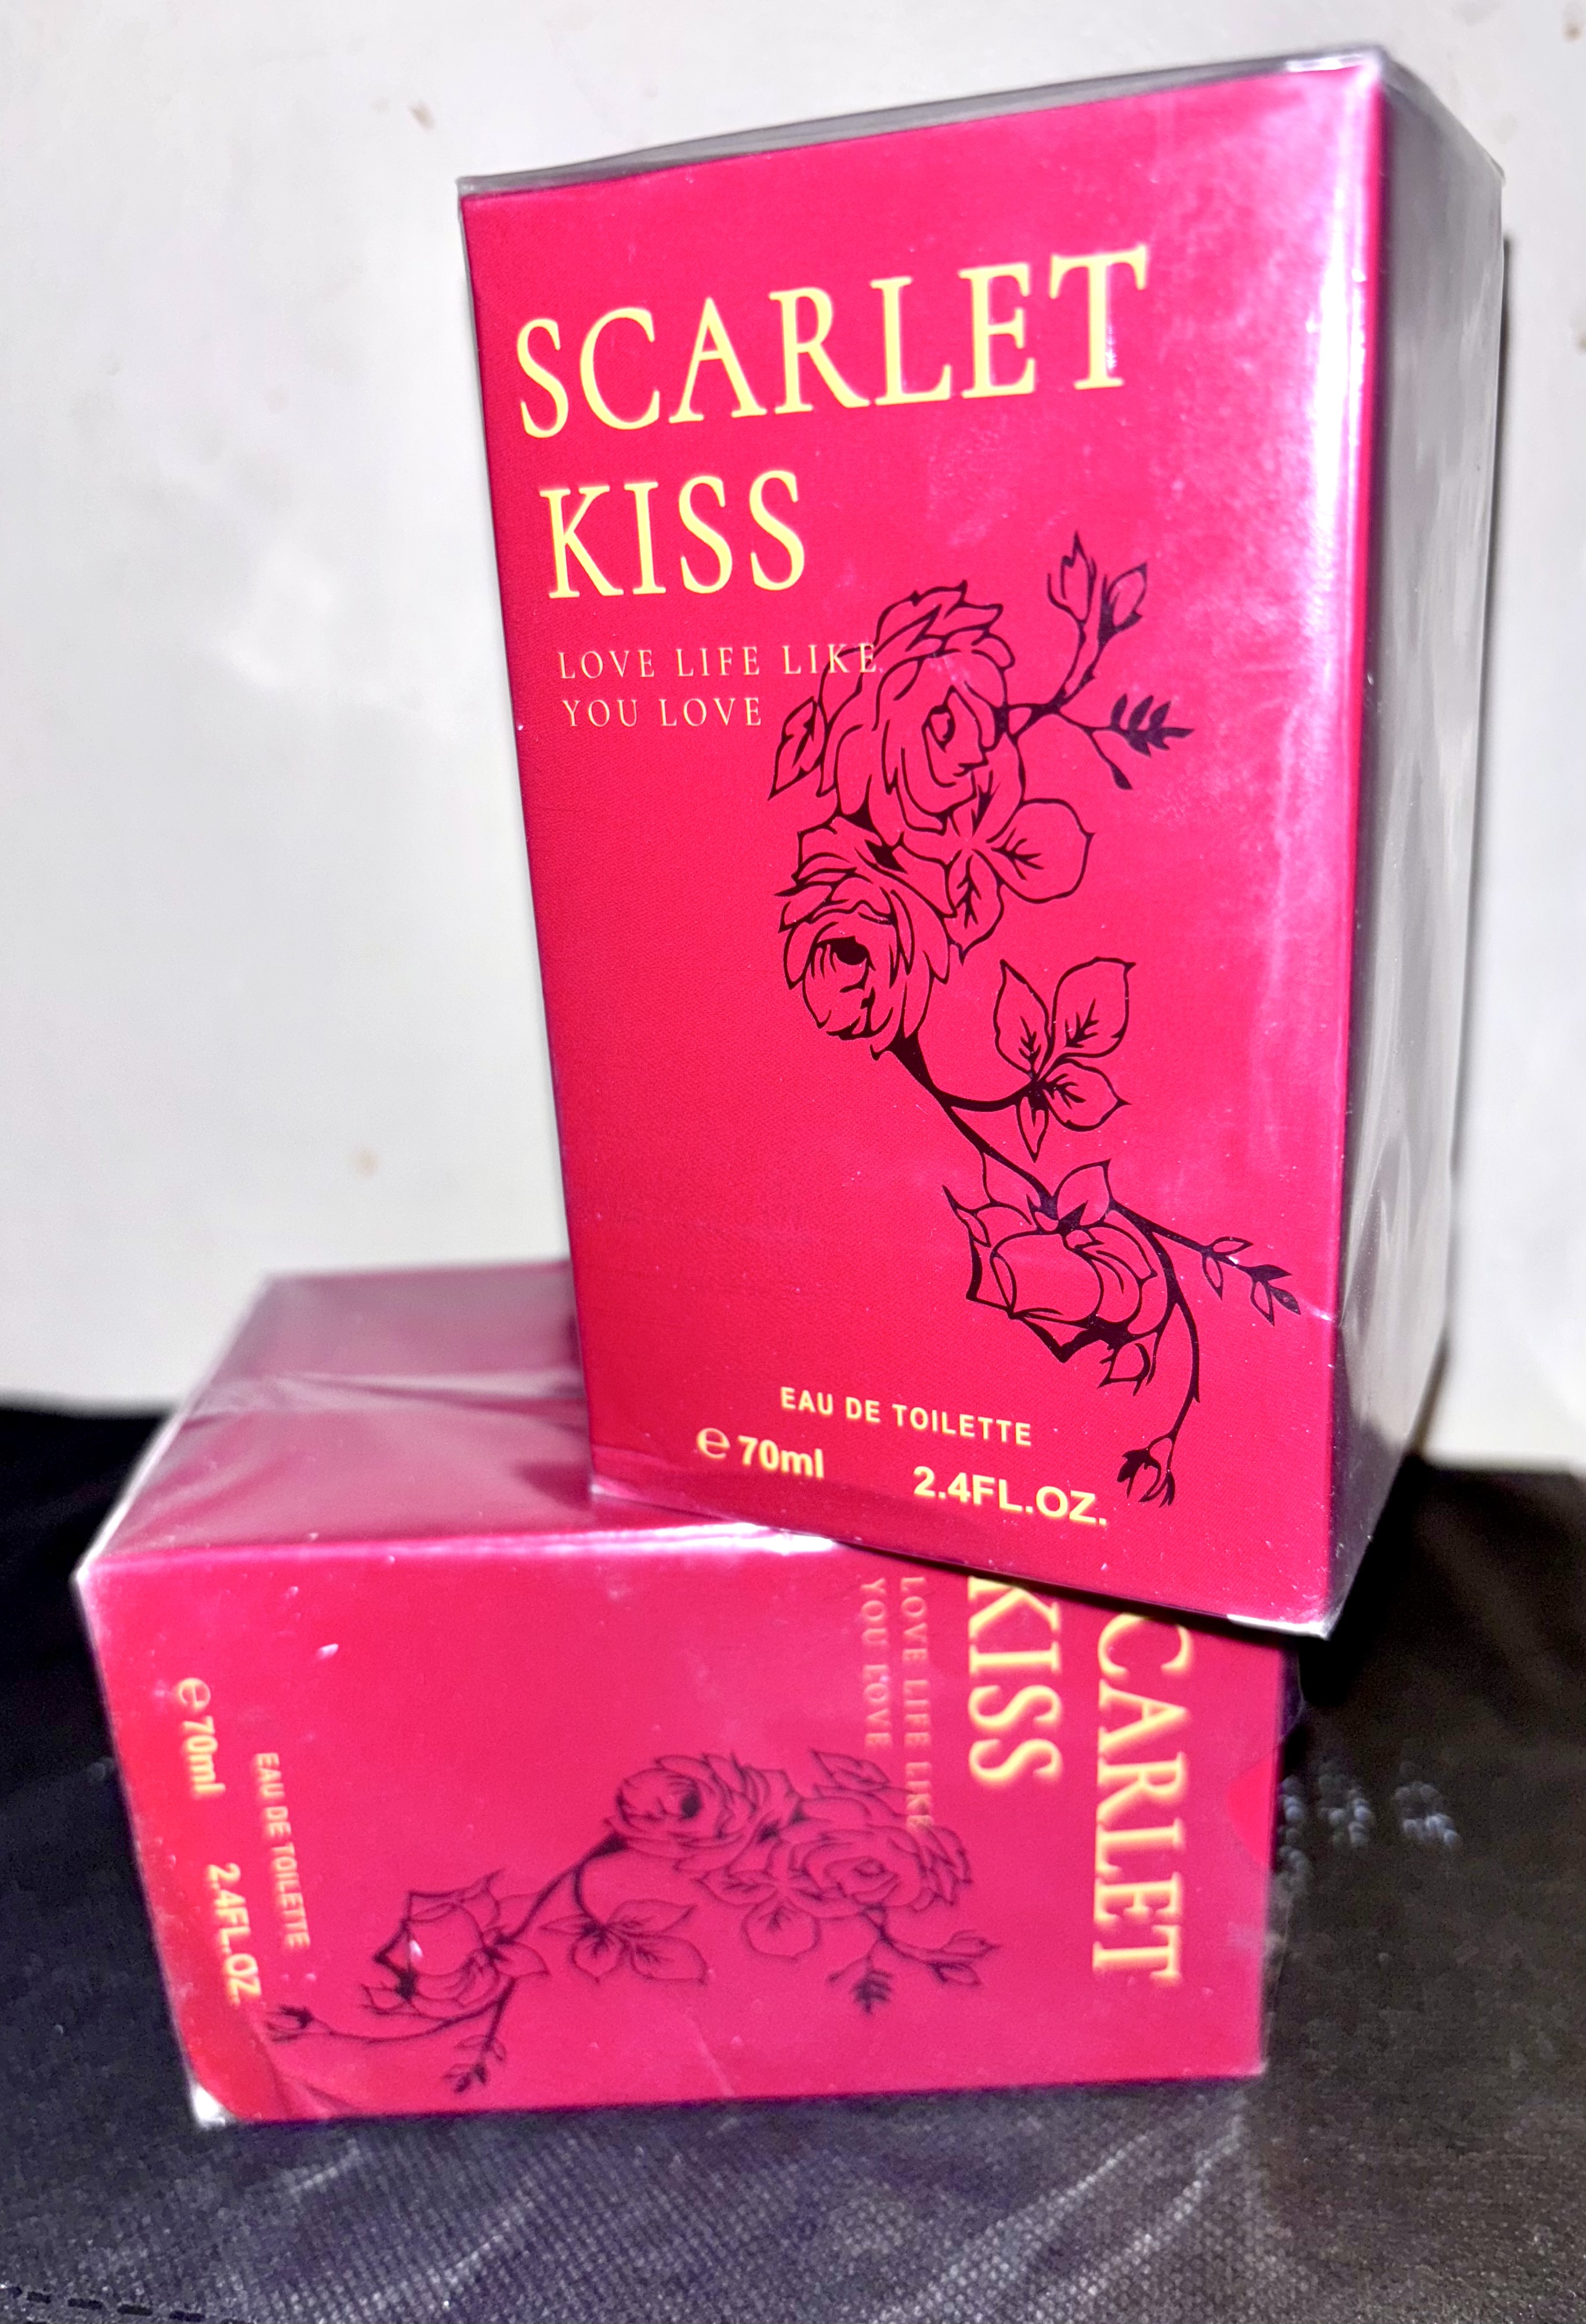 SCARLET
KISS
LOVE LIFE LIKE
YOU LOVE
EAU DE TOILETTE
e 70ml 2.4FL.OZ.
CARLET
KISS
LOVE LIFE LIKE
YOU LOVE
EAU DE TOILETTE
e 70ml 2.4FL.OZ.